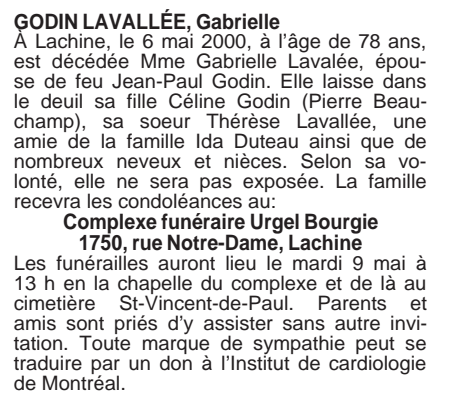 GODIN LAVALLÉE, Gabrielle
À Lachine, le 6 mai 2000, à l'âge de 78 ans,
est décédée Mme Gabrielle Lavalée, épou-
se de feu Jean-Paul Godin. Elle laisse dans
le deuil sa fille Céline Godin (Pierre Beau-
champ), sa soeur Thérèse Lavallée, une
amie de la famille Ida Duteau ainsi que de
nombreux neveux et nièces. Selon sa vo-
lonté, elle ne sera pas exposée. La famille
recevra les condoléances au:
Complexe funéraire Urgel Bourgie
1750, rue Notre-Dame, Lachine
Les funérailles auront lieu le mardi 9 mai à
13 h en la chapelle du complexe et de là au
cimetière St-Vincent-de-Paul. Parents et
amis sont priés d'y assister sans autre invi-
tation. Toute marque de sympathie peut se
traduire par un don à l'Institut de cardiologie
de Montréal.